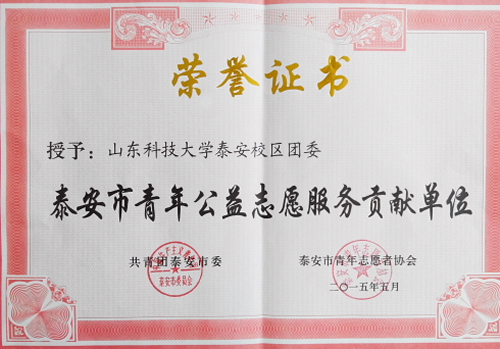 荣誉证书
授予：山东科技大学泰安校区团委
泰安市青年公益志愿服务贡献单位
共青团泰安市委 泰安市青年志愿者协会
二〇一五年五月